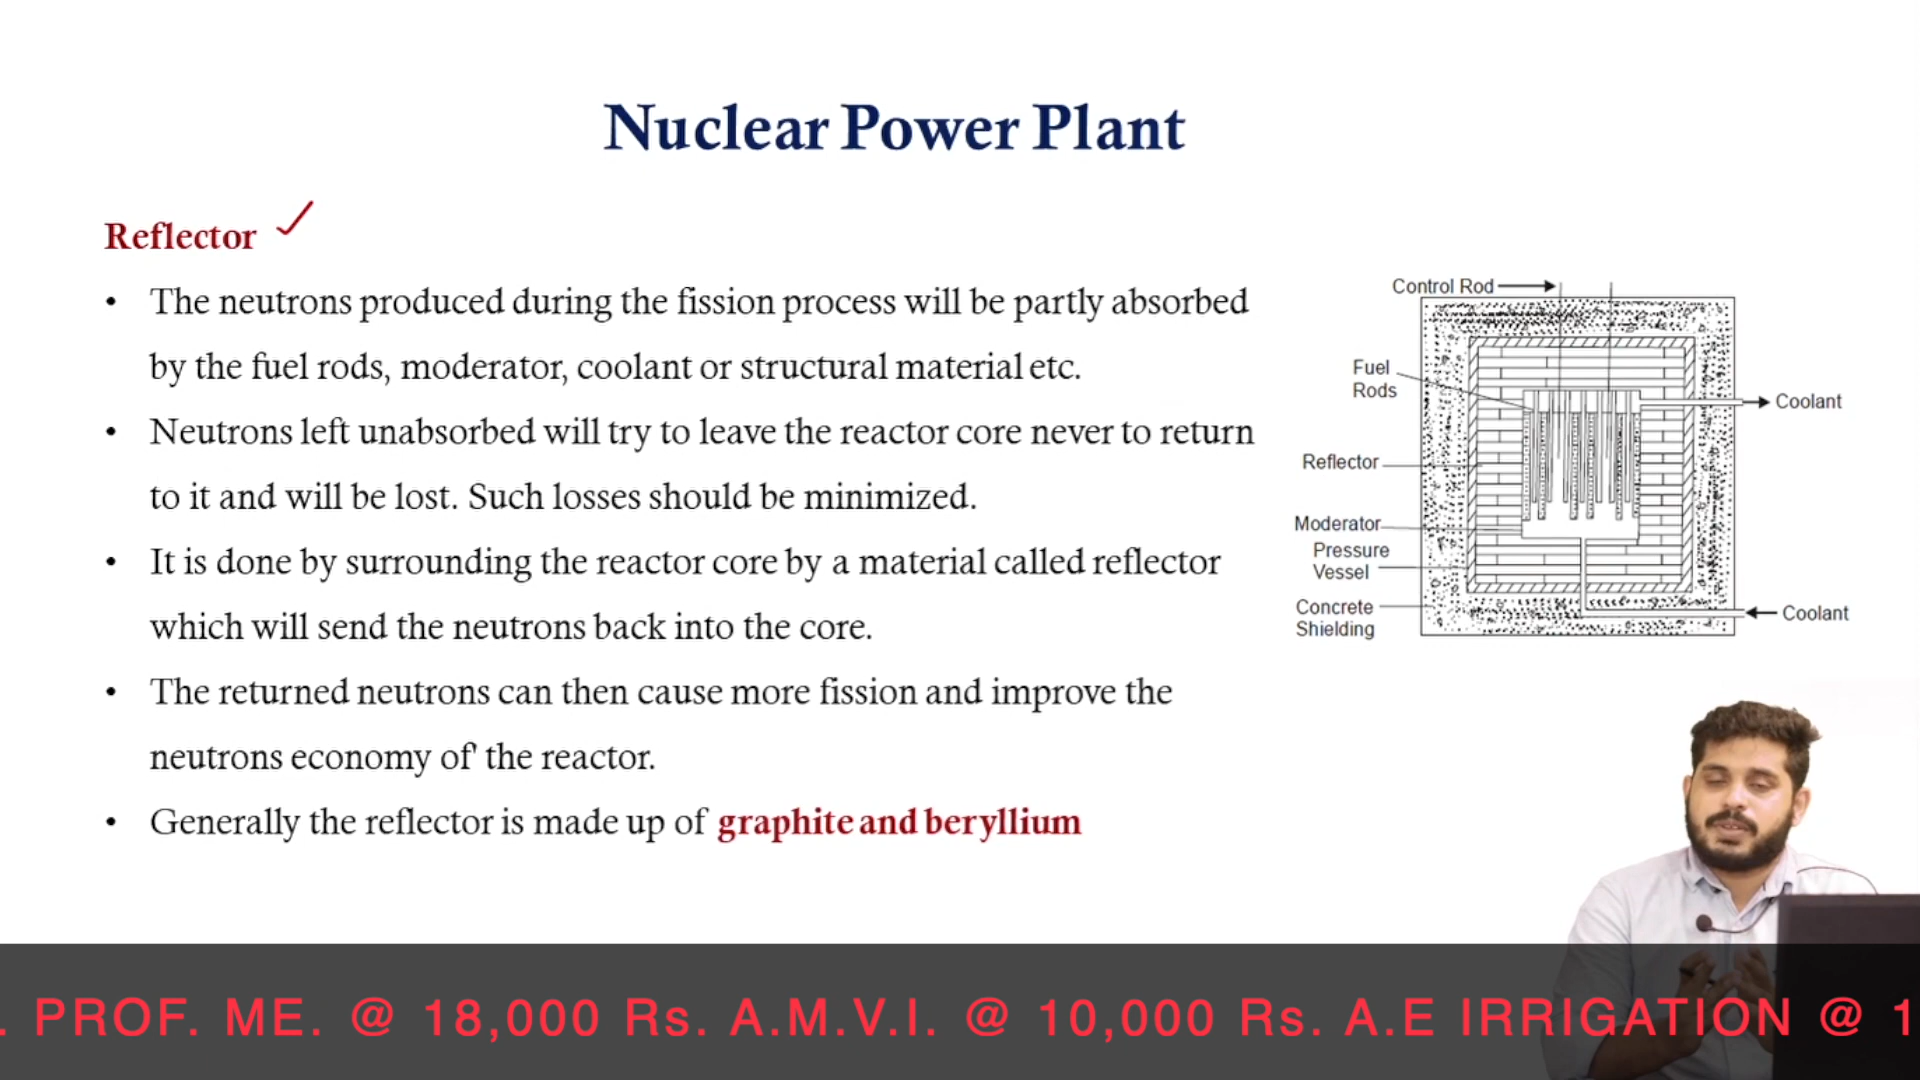 Nuclear Power Plant
Reflector
• The neutrons produced during the fission process will be partly absorbed
by the fuel rods, moderator, coolant or structural material etc.
• Neutrons left unabsorbed will try to leave the reactor core never to return
to it and will be lost. Such losses should be minimized.
• It is done by surrounding the reactor core by a material called reflector
which will send the neutrons back into the core.
• The returned neutrons can then cause more fission and improve the
neutrons economy of the reactor.
• Generally the reflector is made up of graphite and beryllium
Control Rod
Fuel
Rods
Coolant
Reflector
Moderator
Pressure
Vessel
Concrete
Shielding
Coolant
. PROF. ME. @ 18,000 Rs. A.M.V.I. @ 10,000 Rs. A.E IRRIGATION @ 1